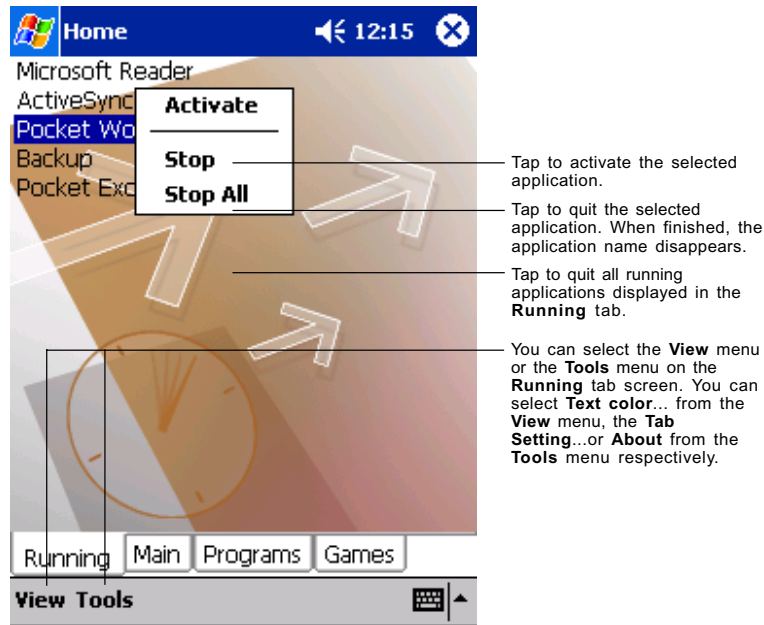 Home 12:15
Microsoft Reader
ActiveSync
Pocket Wo
Backup
Pocket Exc
Activate
Stop
Stop All
Tap to activate the selected
application.
Tap to quit the selected
application. When finished, the
application name disappears.
Tap to quit all running
applications displayed in the
Running tab.
You can select the View menu
or the Tools menu on the
Running tab screen. You can
select Text color... from the
View menu, the Tab
Setting...or About from the
Tools menu respectively.
Running Main Programs Games
View Tools